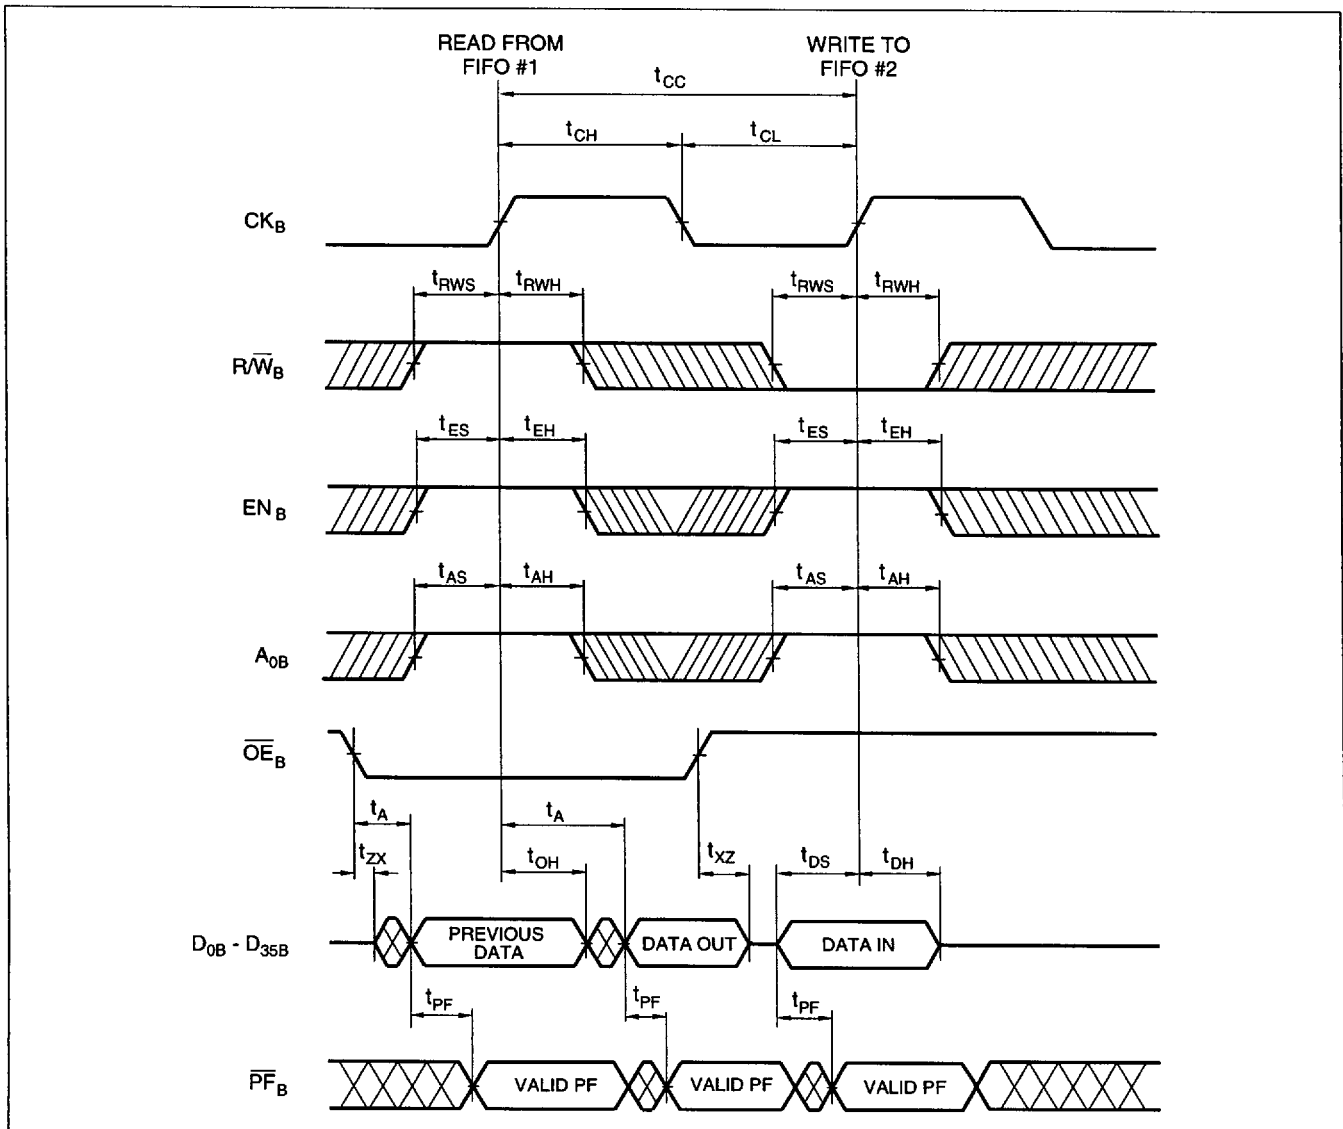 READ FROM
FIFO #1
WRITE TO
FIFO #2
tCC
tCH
tCL
CKB
tRWS
tRWH
tRWS
tRWH
R/W̅B
tES
tEH
tES
tEH
ENB
tAS
tAH
tAS
tAH
A0B
O̅E̅B
tA
tA
tZX
tOH
tXZ
tDS
tDH
D0B - D35B
PREVIOUS
DATA
DATA OUT
DATA IN
tPF
tPF
tPF
P̅F̅B
VALID PF
VALID PF
VALID PF